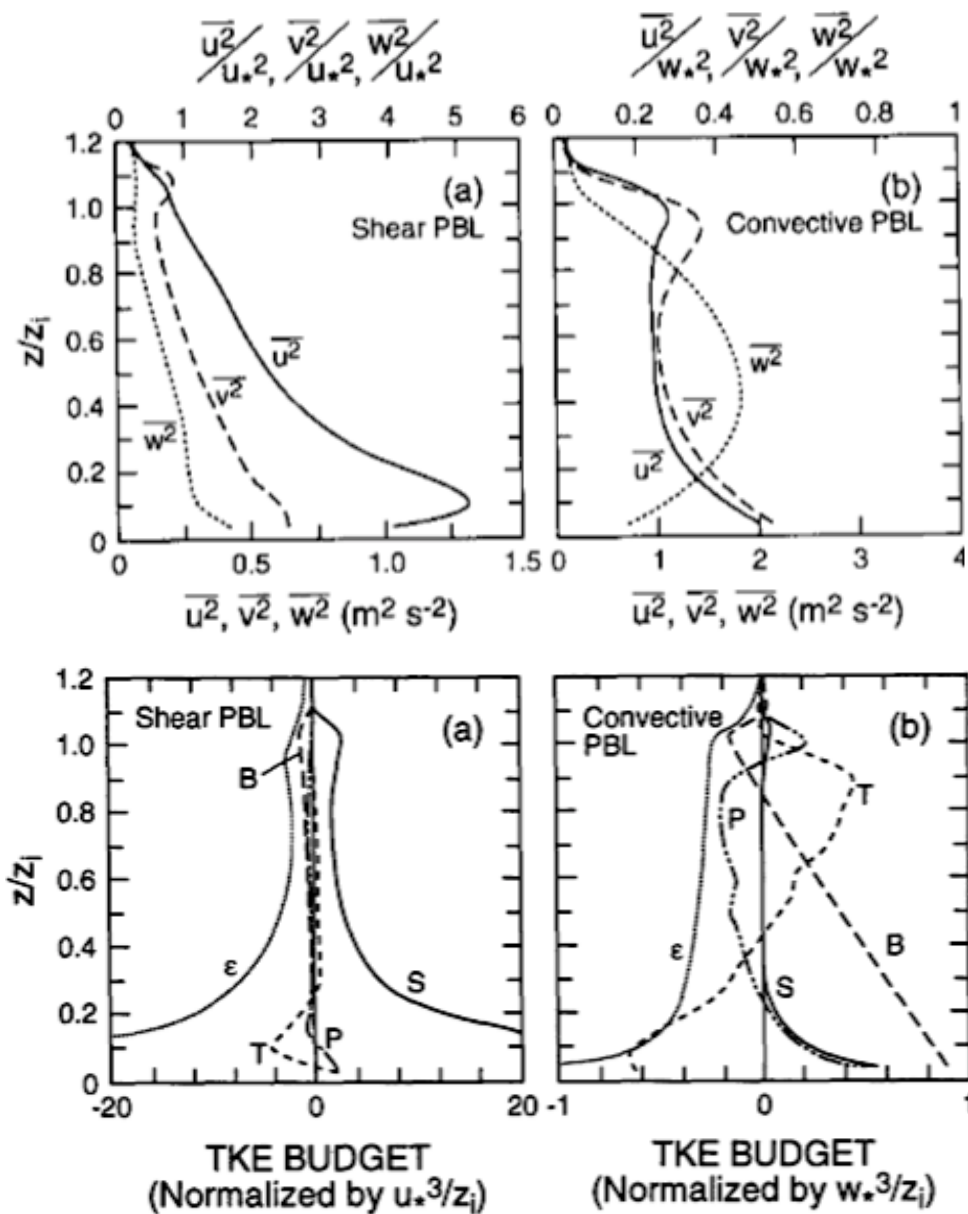 u²/u*², v²/u*², w²/u*²
0 1 2 3 4 5 6
1.2
1.0
0.8
0.6
0.4
0.2
0
z/zᵢ
(a)
Shear PBL
u²
v²
w²
0 0.5 1.0 1.5
u², v², w² (m² s⁻²)
u²/w*², v²/w*², w²/w*²
0 0.2 0.4 0.6 0.8 1
(b)
Convective PBL
w²
v²
u²
0 1 2 3 4
u², v², w² (m² s⁻²)
1.2
1.0
0.8
0.6
0.4
0.2
0
z/zᵢ
Shear PBL (a)
B
ε
S
P
T
-20 0 20
TKE BUDGET
(Normalized by u*³/zᵢ)
Convective PBL (b)
T
P
B
ε
S
-1 0 1
TKE BUDGET
(Normalized by w*³/zᵢ)